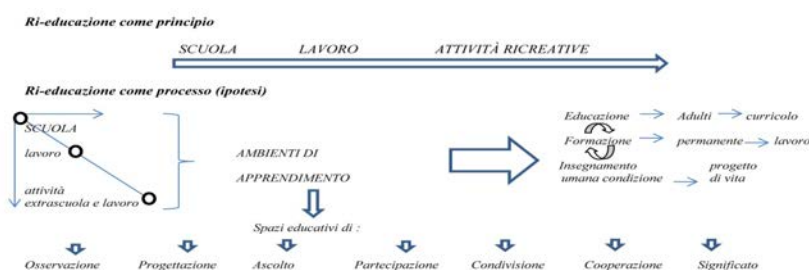 Ri-educazione come principio
SCUOLA LAVORO ATTIVITÀ RICREATIVE
Ri-educazione come processo (ipotesi)
SCUOLA
lavoro
attività
extrascuola e lavoro
AMBIENTI DI
APPRENDIMENTO
Spazi educativi di :
Educazione Adulti curricolo
Formazione permanente lavoro
Insegnamento progetto
umana condizione di vita
Osservazione Progettazione Ascolto Partecipazione Condivisione Cooperazione Significato